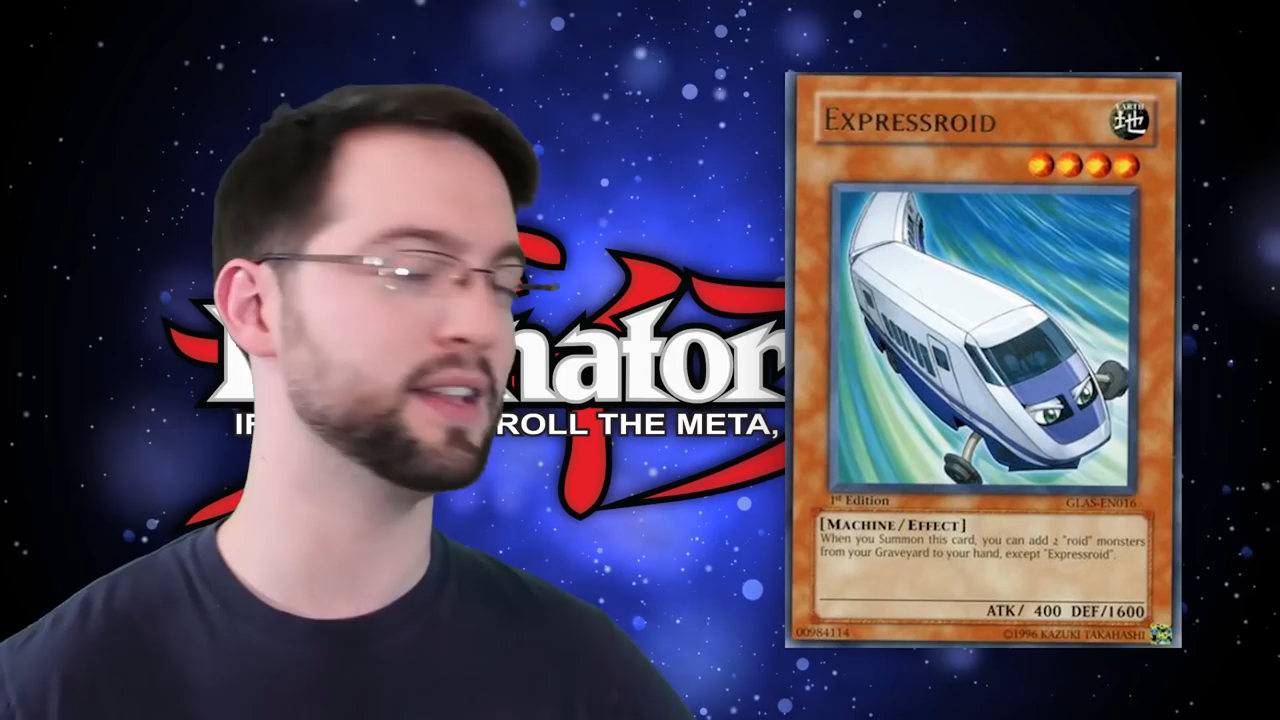 EXPRESSROID
EARTH
地
nator
ROLL THE META,
1st Edition
GLAS-EN016
[MACHINE/EFFECT]
When you Summon this card, you can add 2 "roid" monsters
from your Graveyard to your hand, except "Expressroid".
ATK/ 400 DEF/1600
00984114
©1996 KAZUKI TAKAHASHI